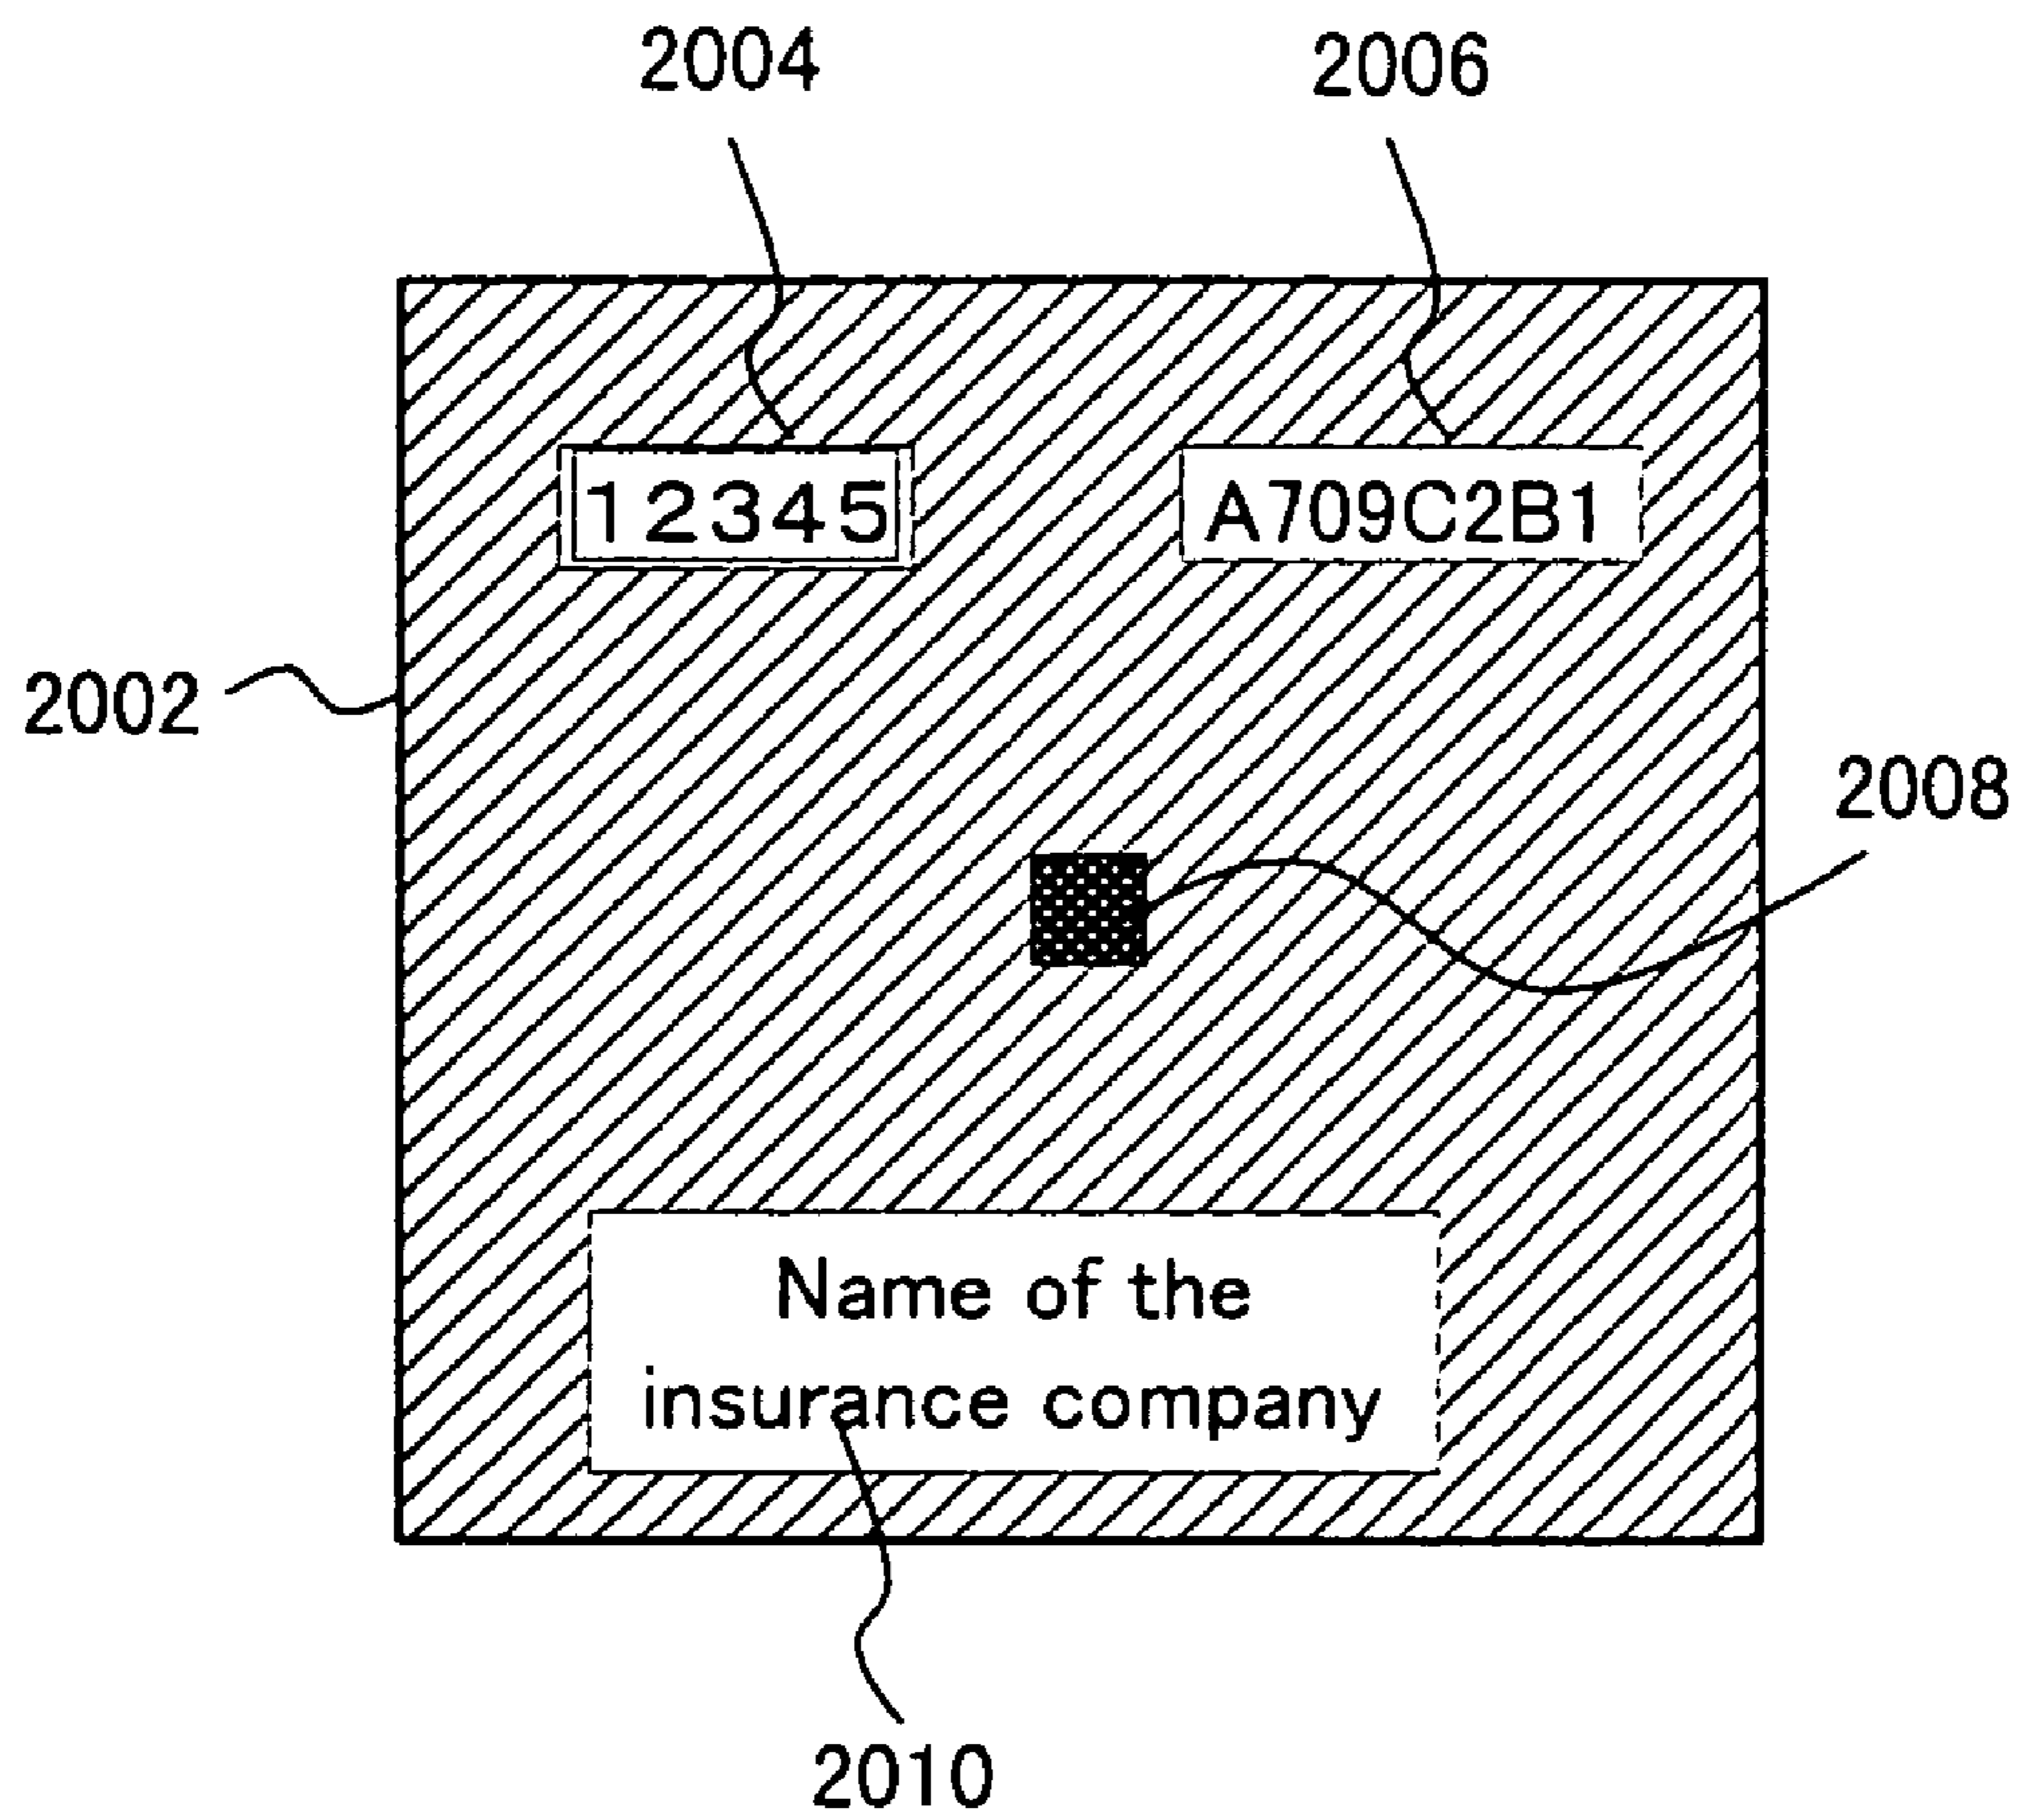 2004 2006
12345 A709C2B1
2002
2008
Name of the
insurance company
2010